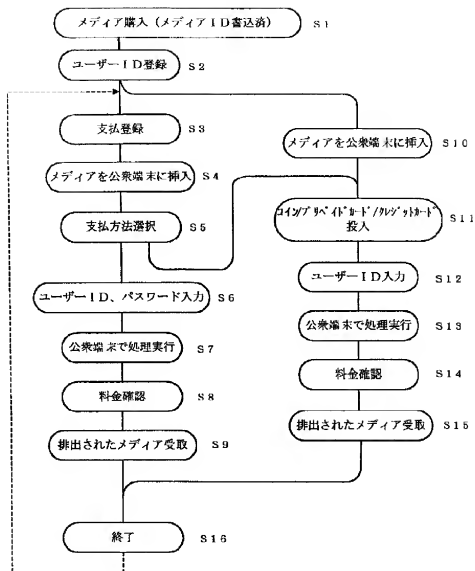 メディア購入（メディアＩＤ書込済） S1
ユーザーＩＤ登録 S2
支払登録 S3
メディアを公衆端末に挿入 S4
支払方法選択 S5
ユーザーＩＤ、パスワード入力 S6
公衆端末で処理実行 S7
料金確認 S8
排出されたメディア受取 S9
メディアを公衆端末に挿入 S10
ｺｲﾝ/ﾌﾟﾘﾍﾟｲﾄﾞｶｰﾄﾞ/ｸﾚｼﾞｯﾄｶｰﾄﾞ
投入 S11
ユーザーＩＤ入力 S12
公衆端末で処理実行 S13
料金確認 S14
排出されたメディア受取 S15
終了 S16